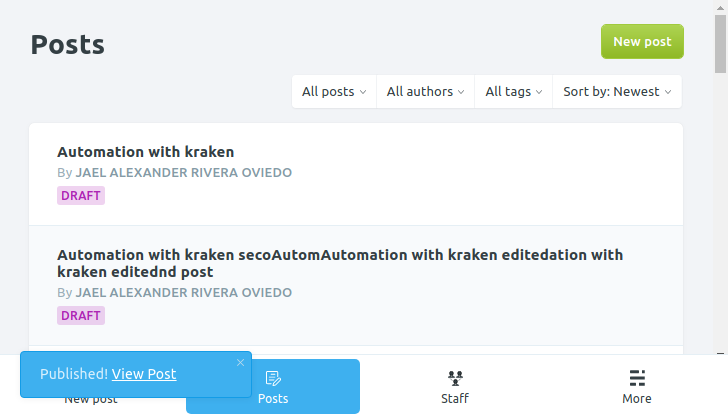 Posts
New post
All posts
All authors
All tags
Sort by: Newest
Automation with kraken
By JAEL ALEXANDER RIVERA OVIEDO
DRAFT
Automation with kraken secoAutomAutomation with kraken editedation with
kraken editednd post
By JAEL ALEXANDER RIVERA OVIEDO
DRAFT
Published! View Post
New post
Posts
Staff
More